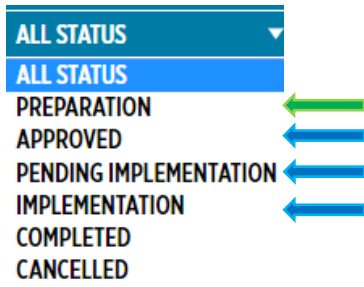 ALL STATUS
ALL STATUS
PREPARATION
APPROVED
PENDING IMPLEMENTATION
IMPLEMENTATION
COMPLETED
CANCELLED